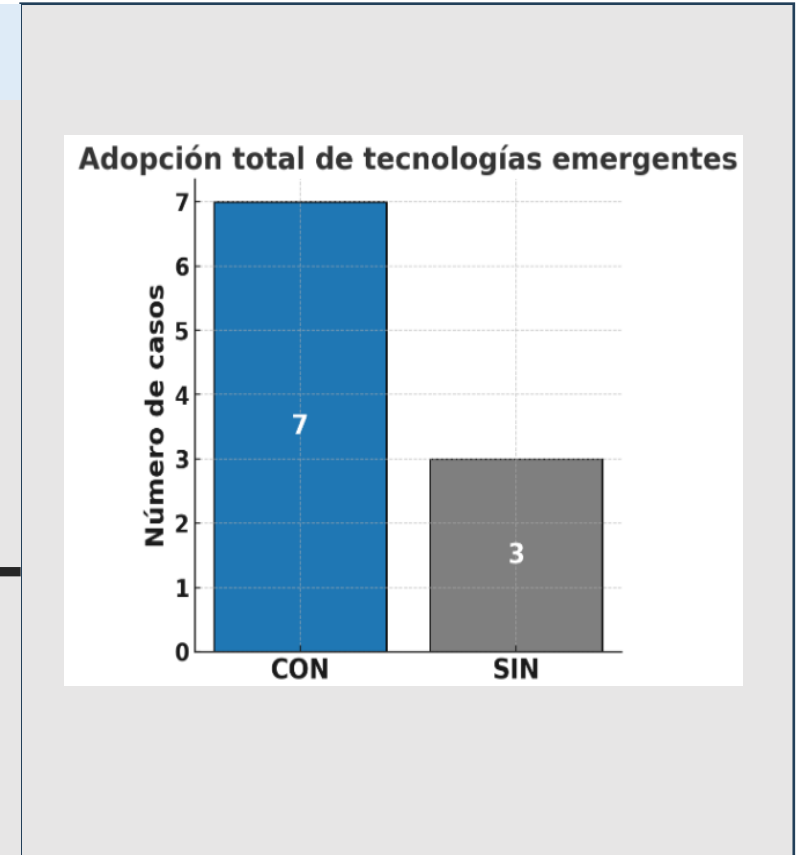 Adopción total de tecnologías emergentes
Número de casos
7
6
5
4
3
2
1
0
7
3
CON
SIN